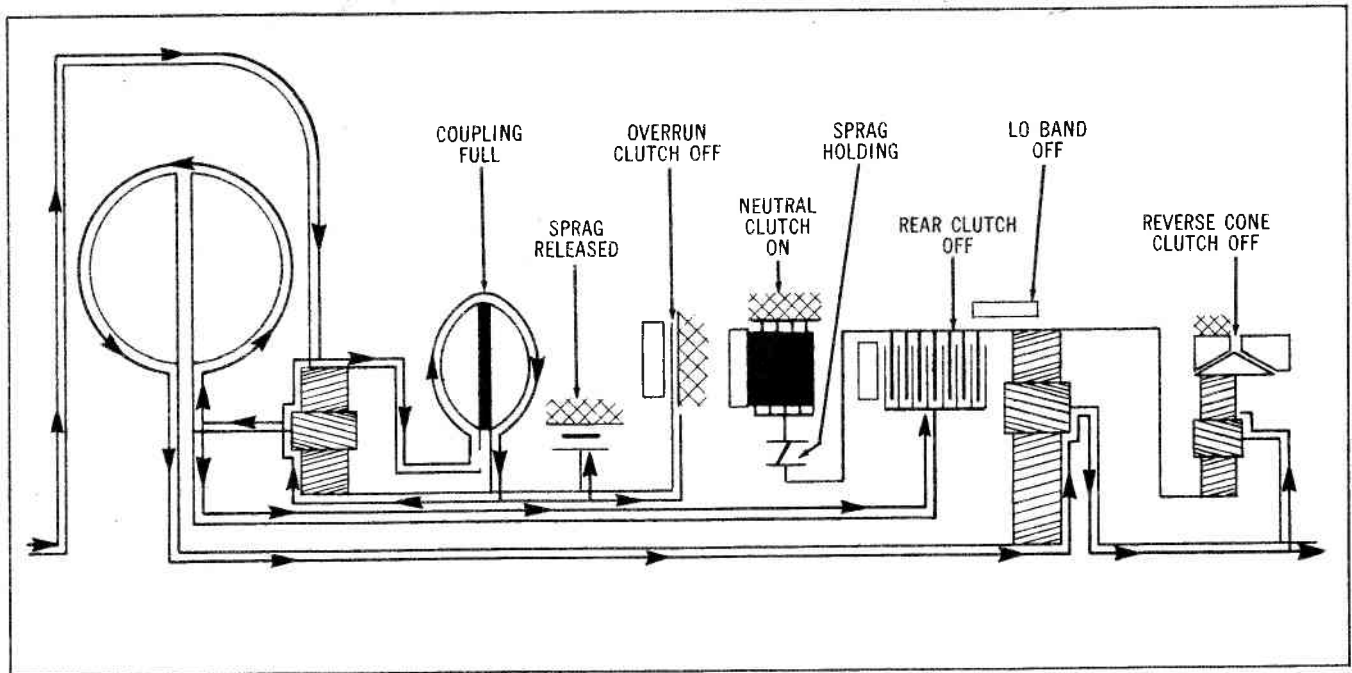 COUPLING
FULL
OVERRUN
CLUTCH OFF
SPRAG
HOLDING
LO BAND
OFF
SPRAG
RELEASED
NEUTRAL
CLUTCH
ON
REAR CLUTCH
OFF
REVERSE CONE
CLUTCH OFF